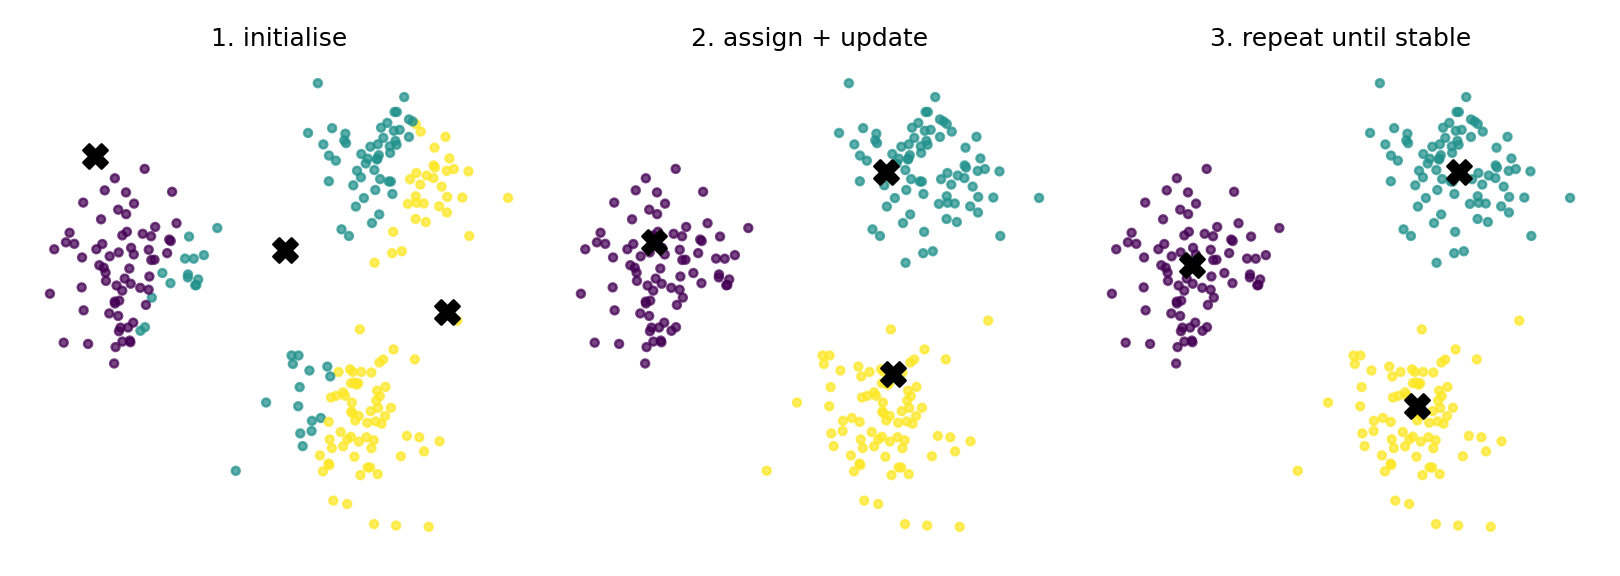 1. initialise
2. assign + update
3. repeat until stable